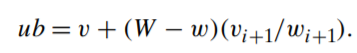 ub = v + (W − w)(v_{i+1}/w_{i+1}).